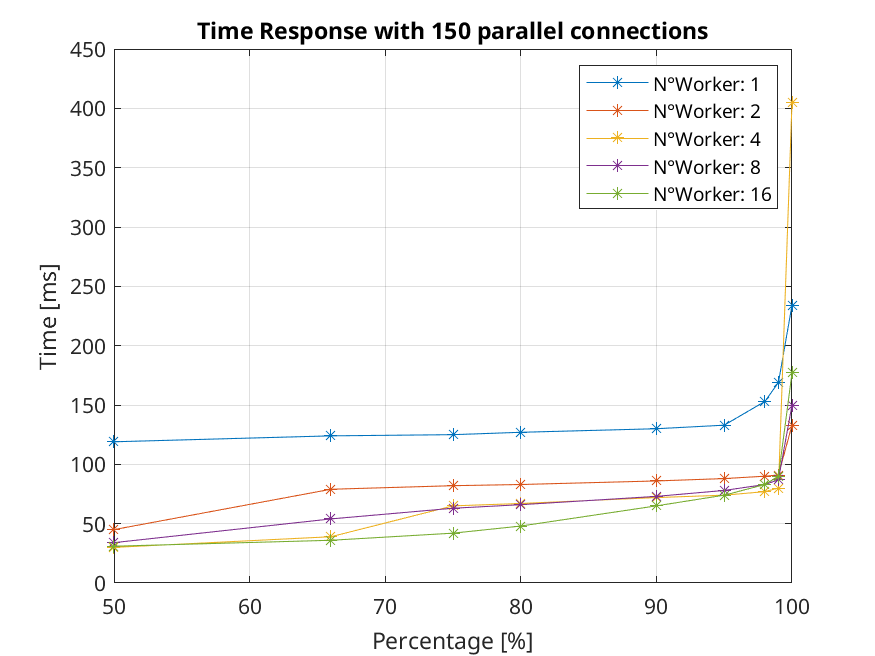 Time Response with 150 parallel connections
450
400
350
300
250
200
150
100
50
0
Time [ms]
N°Worker: 1
N°Worker: 2
N°Worker: 4
N°Worker: 8
N°Worker: 16
50 60 70 80 90 100
Percentage [%]